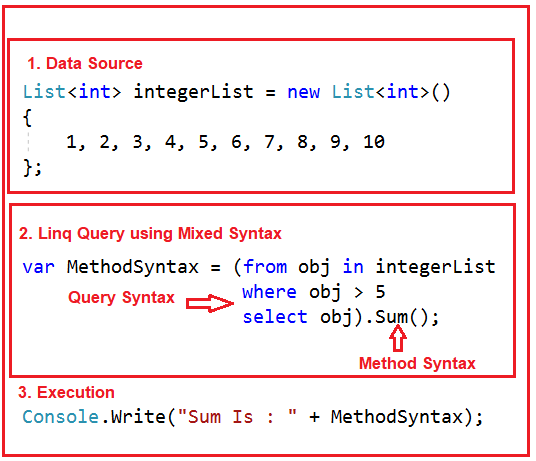 1. Data Source
List<int> integerList = new List<int>()
{
1, 2, 3, 4, 5, 6, 7, 8, 9, 10
};
2. Linq Query using Mixed Syntax
var MethodSyntax = (from obj in integerList
Query Syntax
where obj > 5
select obj).Sum();
Method Syntax
3. Execution
Console.Write("Sum Is : " + MethodSyntax);